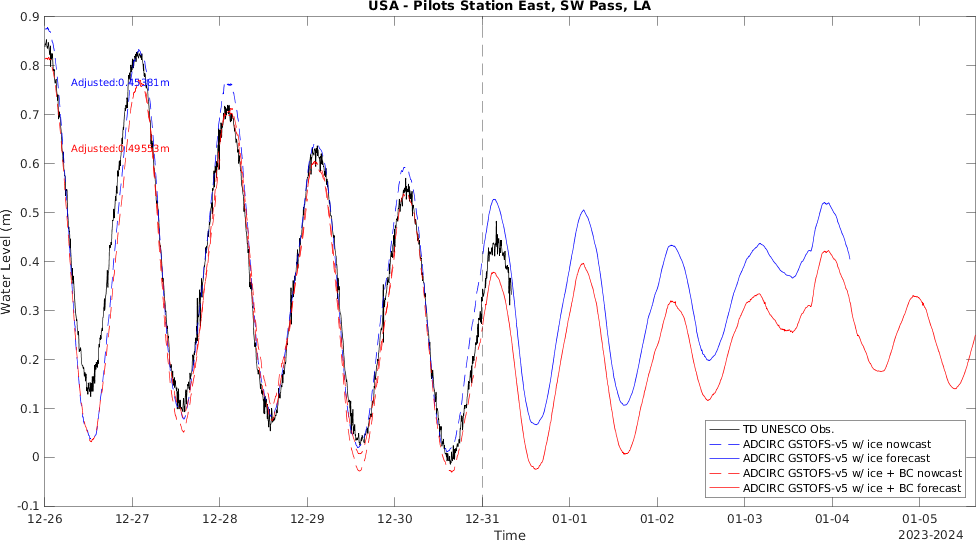 USA - Pilots Station East, SW Pass, LA
0.9
0.8
0.7
0.6
0.5
0.4
0.3
0.2
0.1
0
-0.1
Water Level (m)
Adjusted:0.45381m
Adjusted:0.49553m
TD UNESCO Obs.
ADCIRC GSTOFS-v5 w/ ice nowcast
ADCIRC GSTOFS-v5 w/ ice forecast
ADCIRC GSTOFS-v5 w/ ice + BC nowcast
ADCIRC GSTOFS-v5 w/ ice + BC forecast
12-26 12-27 12-28 12-29 12-30 12-31 01-01 01-02 01-03 01-04 01-05
Time
2023-2024